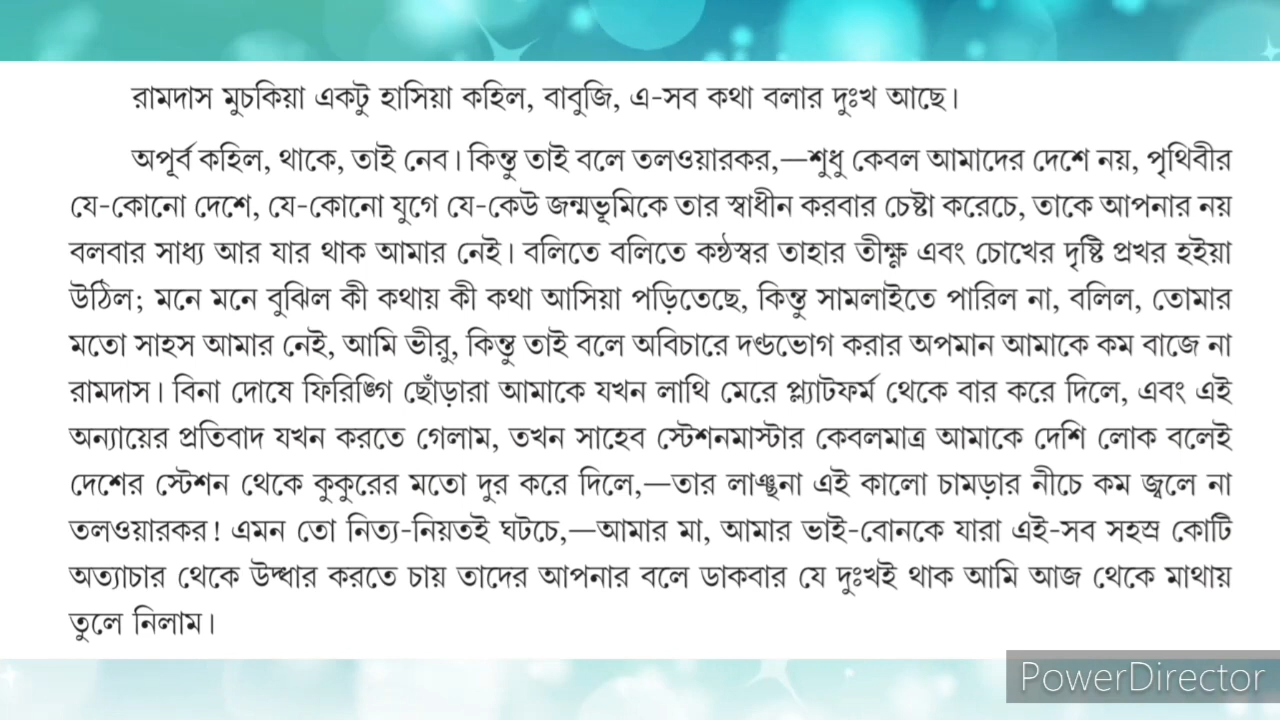 রামদাস মুচকিয়া একটু হাসিয়া কহিল, বাবুজি, এ-সব কথা বলার দুঃখ আছে।
অপূর্ব কহিল, থাকে, তাই নেব। কিন্তু তাই বলে তলওয়ারকর,—শুধু কেবল আমাদের দেশে নয়, পৃথিবীর
যে-কোনো দেশে, যে-কোনো যুগে যে-কেউ জন্মভূমিকে তার স্বাধীন করবার চেষ্টা করেচে, তাকে আপনার নয়
বলবার সাধ্য আর যার থাক আমার নেই। বলিতে বলিতে কন্ঠস্বর তাহার তীক্ষ্ণ এবং চোখের দৃষ্টি প্রখর হইয়া
উঠিল; মনে মনে বুঝিল কী কথায় কী কথা আসিয়া পড়িতেছে, কিন্তু সামলাইতে পারিল না, বলিল, তোমার
মতো সাহস আমার নেই, আমি ভীরু, কিন্তু তাই বলে অবিচারে দণ্ডভোগ করার অপমান আমাকে কম বাজে না
রামদাস। বিনা দোষে ফিরিঙ্গি ছোঁড়ারা আমাকে যখন লাথি মেরে প্ল্যাটফর্ম থেকে বার করে দিলে, এবং এই
অন্যায়ের প্রতিবাদ যখন করতে গেলাম, তখন সাহেব স্টেশনমাস্টার কেবলমাত্র আমাকে দেশি লোক বলেই
দেশের স্টেশন থেকে কুকুরের মতো দুর করে দিলে,—তার লাঞ্ছনা এই কালো চামড়ার নীচে কম জ্বলে না
তলওয়ারকর! এমন তো নিত্য-নিয়তই ঘটচে,—আমার মা, আমার ভাই-বোনকে যারা এই-সব সহস্র কোটি
অত্যাচার থেকে উদ্ধার করতে চায় তাদের আপনার বলে ডাকবার যে দুঃখই থাক আমি আজ থেকে মাথায়
তুলে নিলাম।
PowerDirector